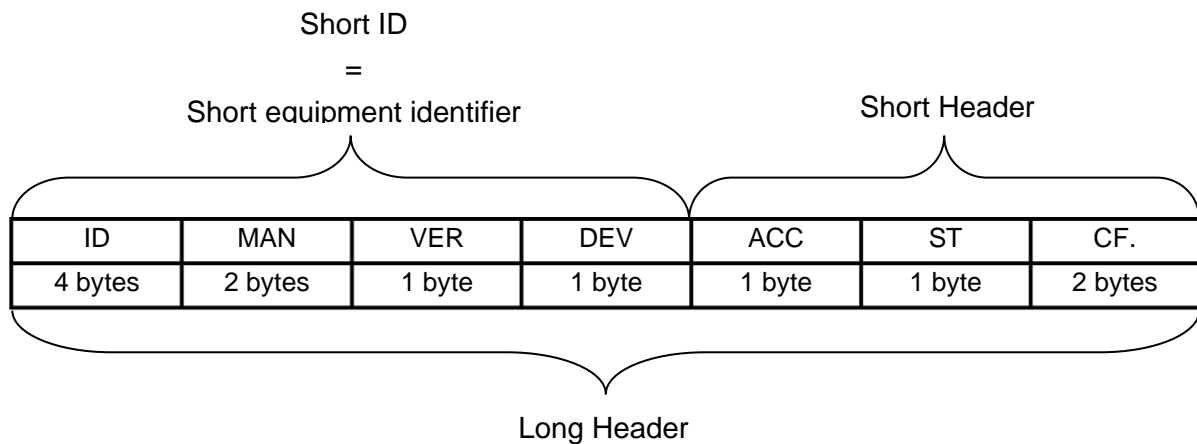 Short ID
=
Short equipment identifier
Short Header
ID MAN VER DEV ACC ST CF.
4 bytes 2 bytes 1 byte 1 byte 1 byte 1 byte 2 bytes
Long Header